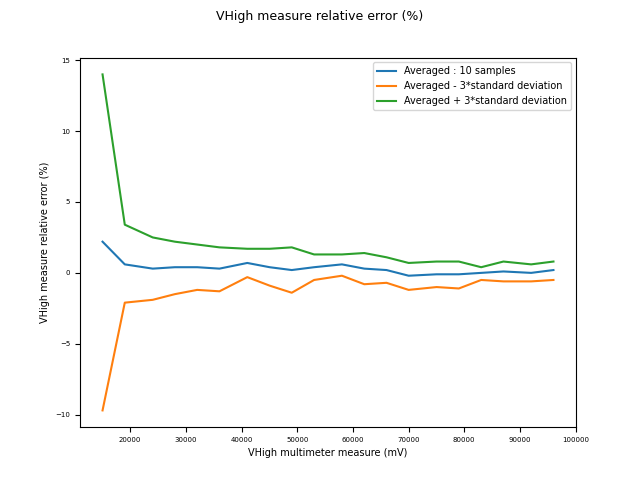 VHigh measure relative error (%)
Averaged : 10 samples
Averaged - 3*standard deviation
Averaged + 3*standard deviation
VHigh measure relative error (%)
15
10
5
0
−5
−10
20000 30000 40000 50000 60000 70000 80000 90000 100000
VHigh multimeter measure (mV)